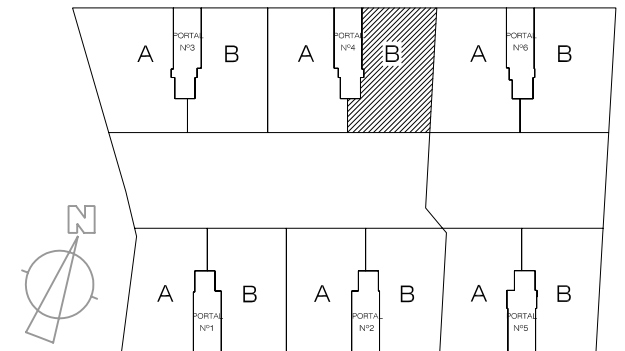 A PORTAL Nº3 B
A PORTAL Nº4 B
A PORTAL Nº6 B
N
A PORTAL Nº1 B
A PORTAL Nº2 B
A PORTAL Nº5 B